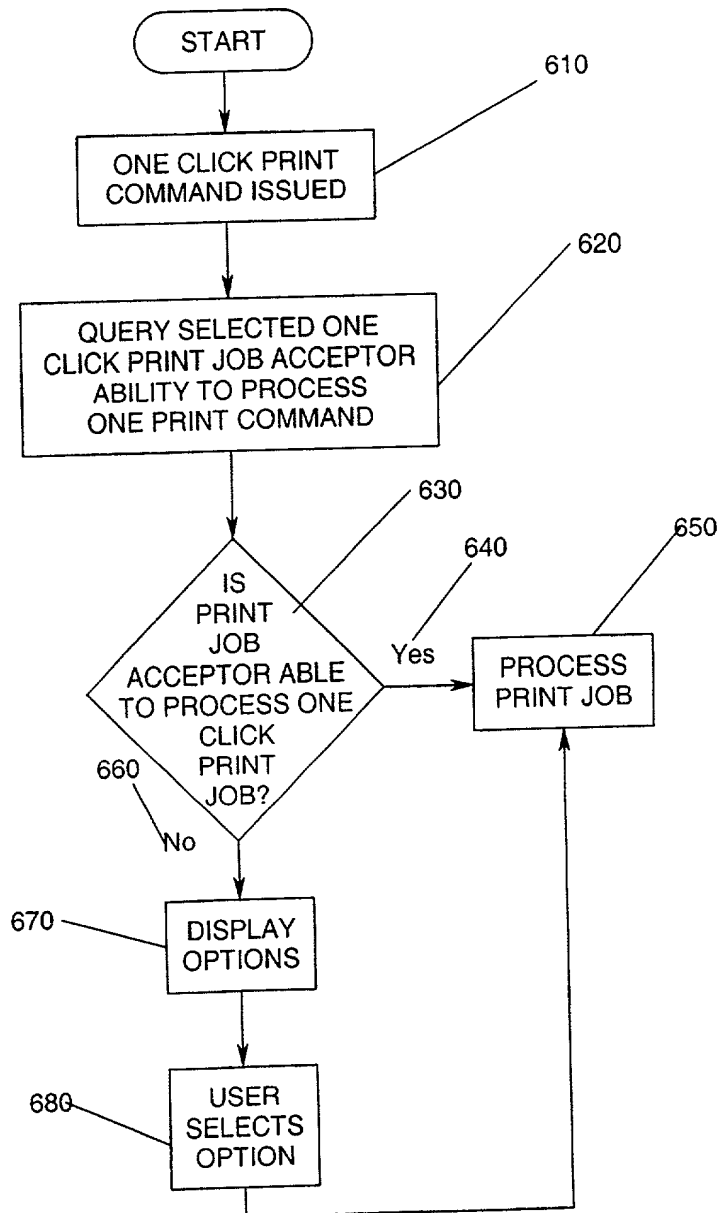 START
610
ONE CLICK PRINT
COMMAND ISSUED
620
QUERY SELECTED ONE
CLICK PRINT JOB ACCEPTOR
ABILITY TO PROCESS
ONE PRINT COMMAND
630
640
650
IS
PRINT
JOB
ACCEPTOR ABLE
TO PROCESS ONE
CLICK
PRINT
JOB?
Yes
PROCESS
PRINT JOB
660
No
670
DISPLAY
OPTIONS
680
USER
SELECTS
OPTION